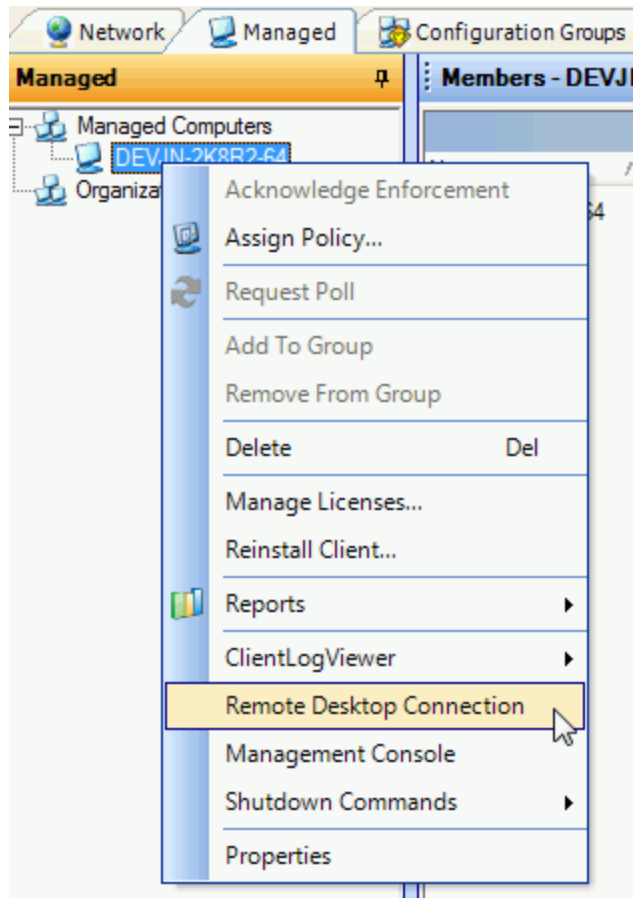 Network Managed Configuration Groups
Managed Members - DEVJ
Managed Computers
DEVJN-2K8R2-64
Acknowledge Enforcement
64
Assign Policy...
Request Poll
Add To Group
Remove From Group
Delete Del
Manage Licenses...
Reinstall Client...
Reports
ClientLogViewer
Remote Desktop Connection
Management Console
Shutdown Commands
Properties